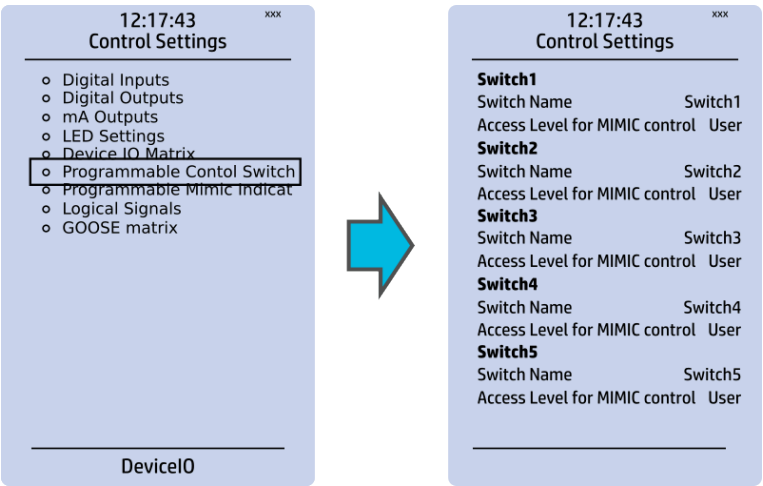 12:17:43 xxx
Control Settings
Digital Inputs
Digital Outputs
mA Outputs
LED Settings
Device IO Matrix
Programmable Contol Switch
Programmable Mimic Indicat
Logical Signals
GOOSE matrix
DeviceIO
12:17:43 xxx
Control Settings
Switch1
Switch Name Switch1
Access Level for MIMIC control User
Switch2
Switch Name Switch2
Access Level for MIMIC control User
Switch3
Switch Name Switch3
Access Level for MIMIC control User
Switch4
Switch Name Switch4
Access Level for MIMIC control User
Switch5
Switch Name Switch5
Access Level for MIMIC control User